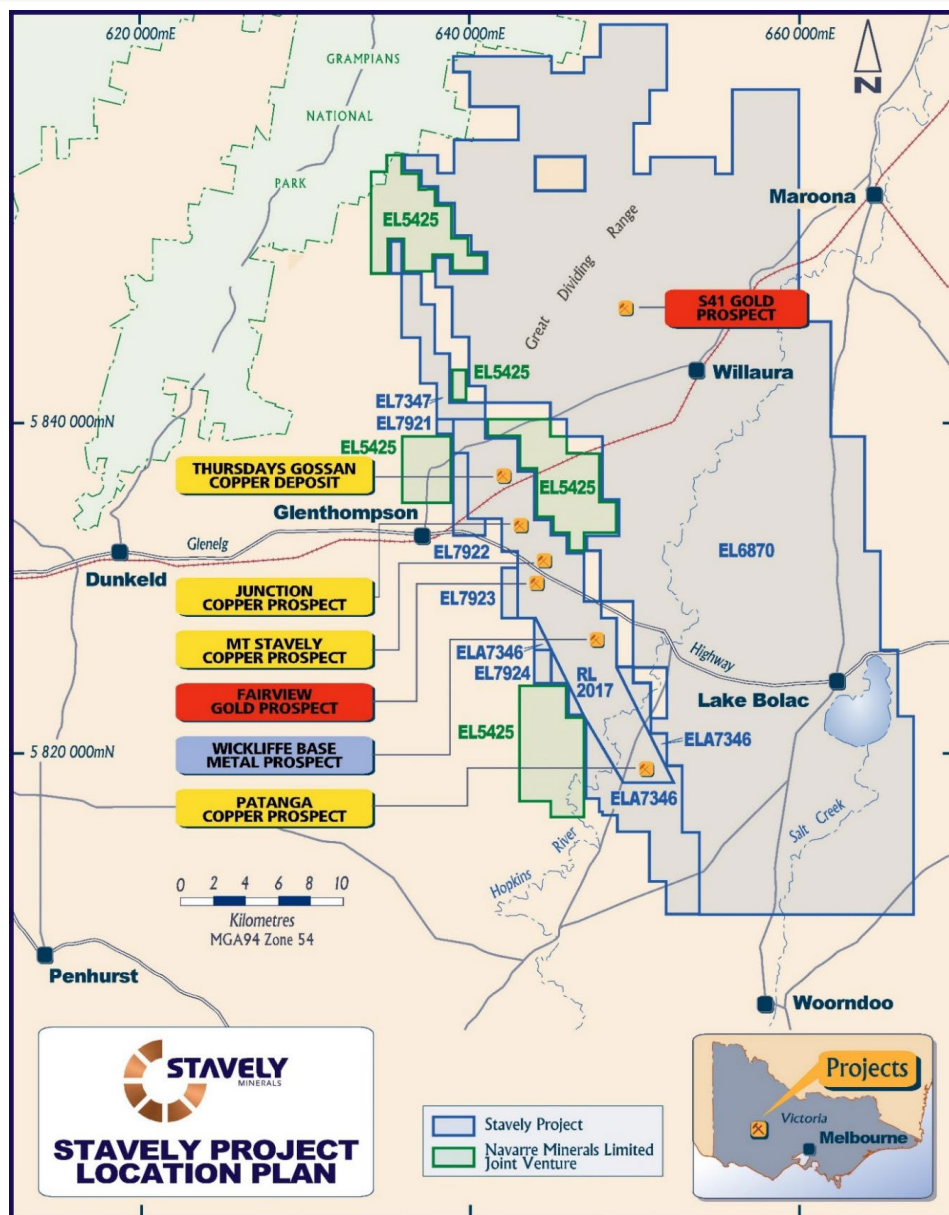 620 000mE
640 000mE
660 000mE
GRAMPIANS
NATIONAL
PARK
N
Maroona
EL5425
Great Dividing Range
S41 GOLD
PROSPECT
EL5425
Willaura
EL7347
5 840 000mN
EL7921
EL5425
THURSDAYS GOSSAN
COPPER DEPOSIT
EL5425
Glenthompson
Glenelg
EL7922
EL6870
Dunkeld
JUNCTION
COPPER PROSPECT
EL7923
MT STAVELY
COPPER PROSPECT
ELA7346
Highway
EL7924
RL
2017
FAIRVIEW
GOLD PROSPECT
Lake Bolac
EL5425
WICKLIFFE BASE
METAL PROSPECT
ELA7346
5 820 000mN
ELA7346
PATANGA
COPPER PROSPECT
Salt Creek
Hopkins River
0 2 4 6 8 10
Kilometres
MGA94 Zone 54
Penhurst
Woorndoo
STAVELY
MINERALS
STAVELY PROJECT
LOCATION PLAN
Stavely Project
Navarre Minerals Limited
Joint Venture
Projects
Victoria
Melbourne